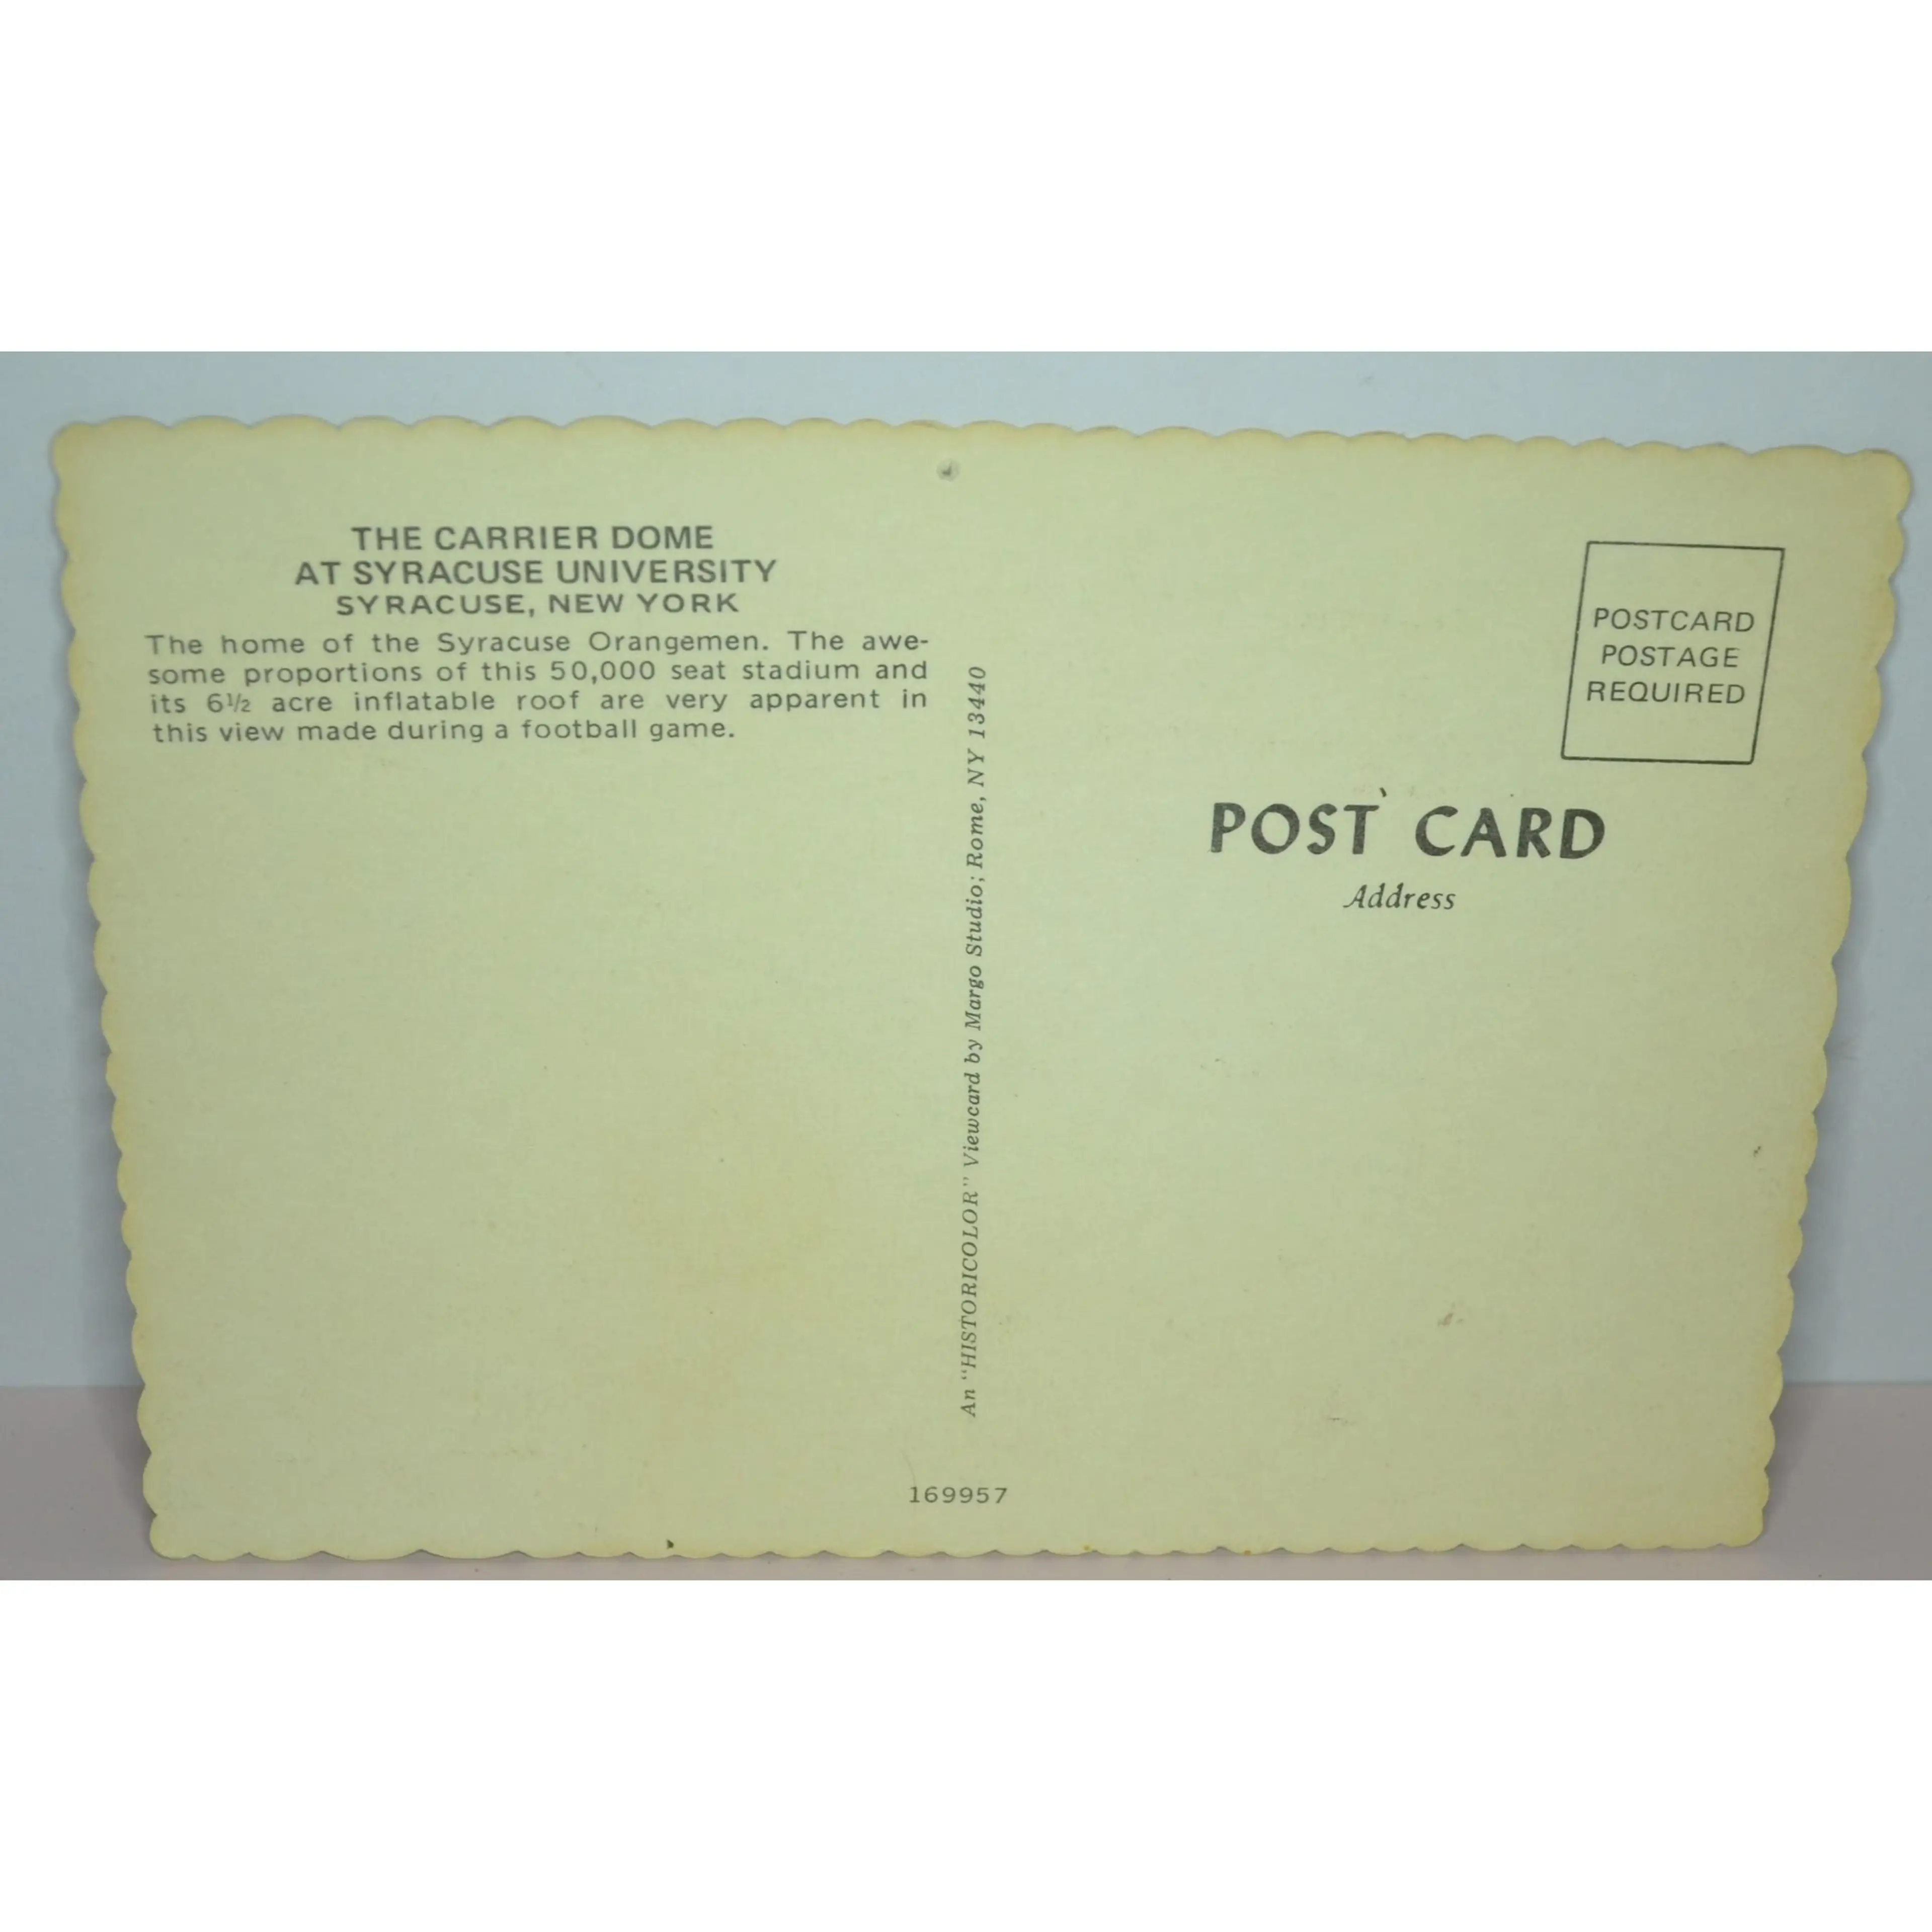 THE CARRIER DOME
AT SYRACUSE UNIVERSITY
SYRACUSE, NEW YORK
The home of the Syracuse Orangemen. The awe-
some proportions of this 50,000 seat stadium and
its 6½ acre inflatable roof are very apparent in
this view made during a football game.
An "HISTORICOLOR" Viewcard by Margo Studio; Rome, NY 13440
169957
POSTCARD
POSTAGE
REQUIRED
POST CARD
Address